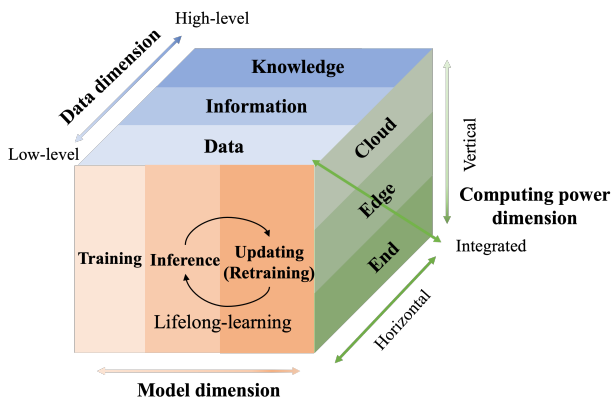 High-level
Data dimension
Low-level
Knowledge
Information
Data
Cloud
Edge
End
Vertical
Computing power
dimension
Integrated
Horizontal
Training
Inference
Updating
(Retraining)
Lifelong-learning
Model dimension